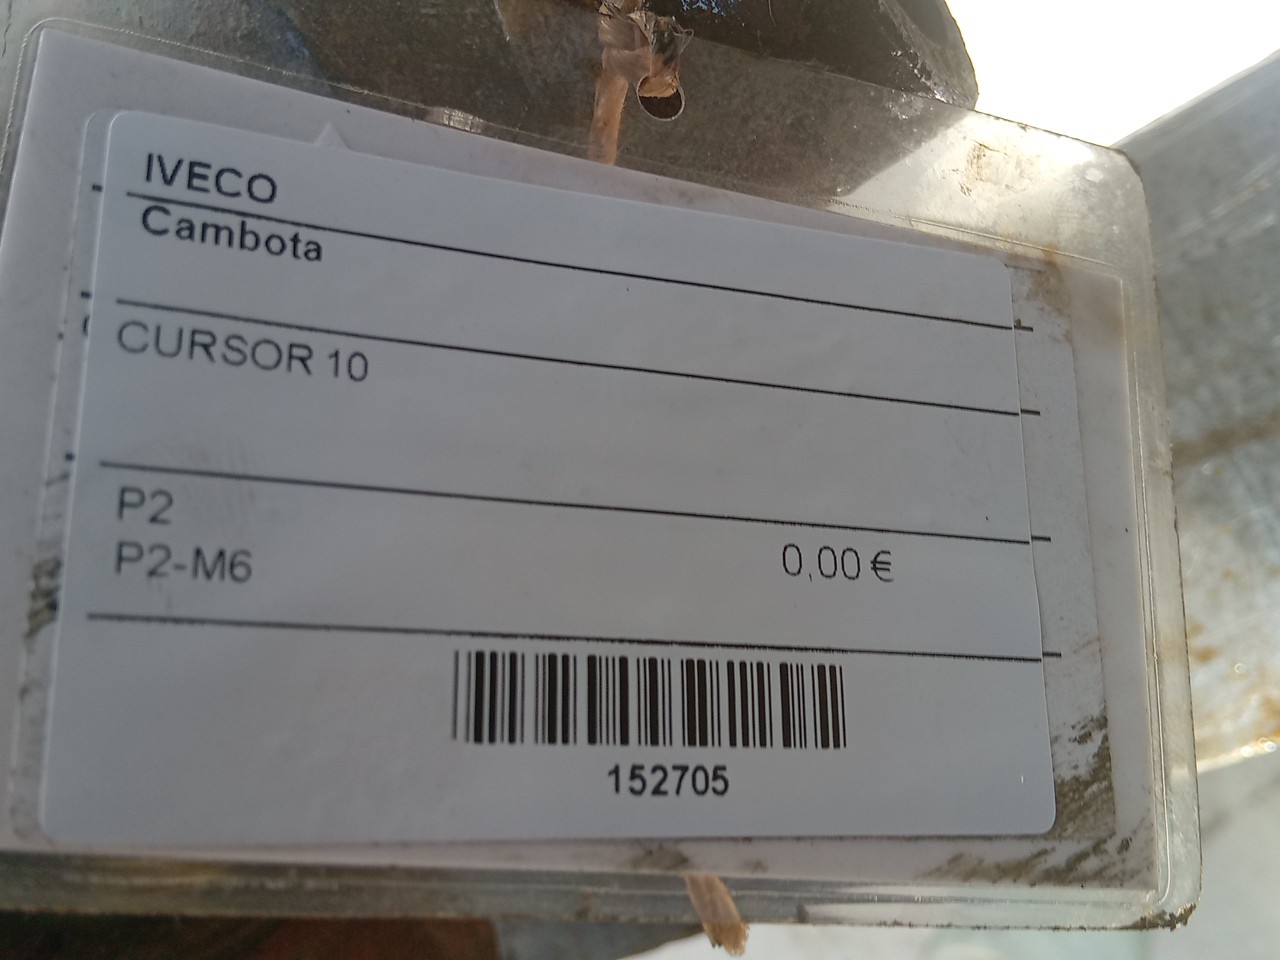 IVECO
Cambota
CURSOR 10
P2
P2-M6
0,00 €
152705